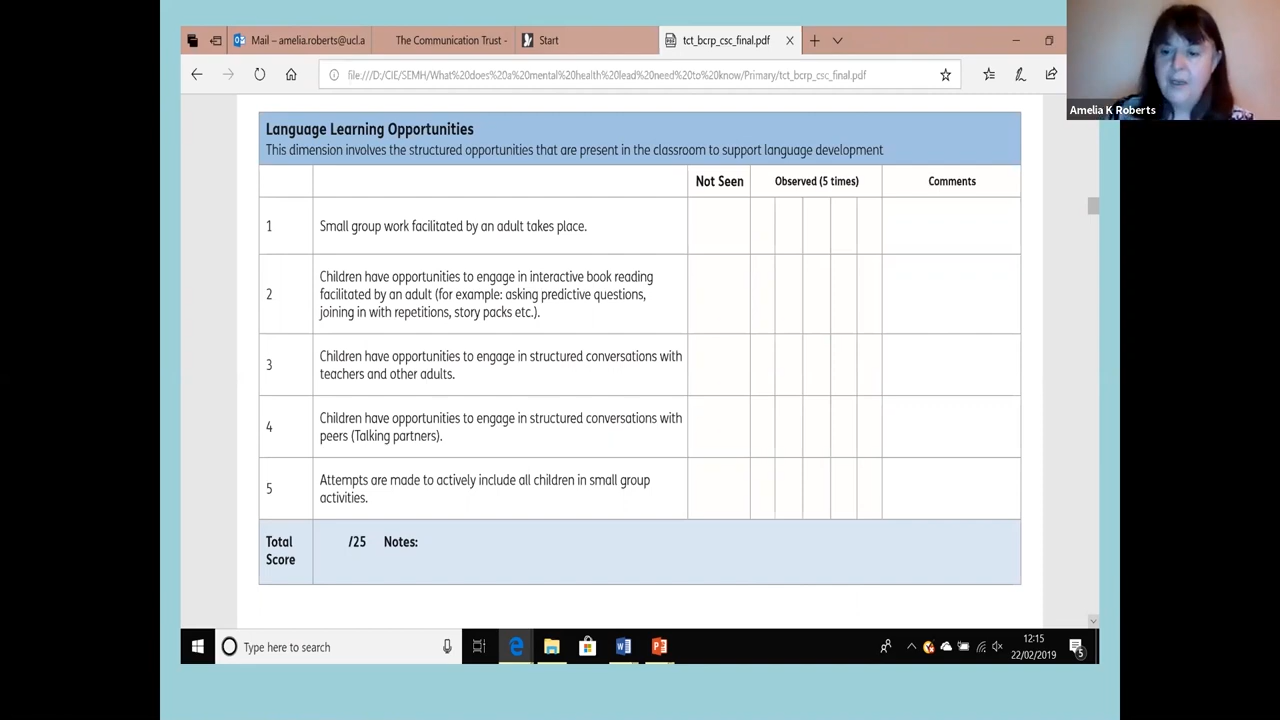 Mail – amelia.roberts@ucl.a
The Communication Trust -
Start
tct_bcrp_csc_final.pdf
file:///D:/CIE/SEMH/What%20does%20a%20mental%20health%20lead%20need%20to%20know/Primary/tct_bcrp_csc_final.pdf
Amelia K Roberts
Language Learning Opportunities
This dimension involves the structured opportunities that are present in the classroom to support language development
Not Seen
Observed (5 times)
Comments
1
Small group work facilitated by an adult takes place.
2
Children have opportunities to engage in interactive book reading
facilitated by an adult (for example: asking predictive questions,
joining in with repetitions, story packs etc.).
3
Children have opportunities to engage in structured conversations with
teachers and other adults.
4
Children have opportunities to engage in structured conversations with
peers (Talking partners).
5
Attempts are made to actively include all children in small group
activities.
Total
Score
/25 Notes:
Type here to search
12:15
22/02/2019
5